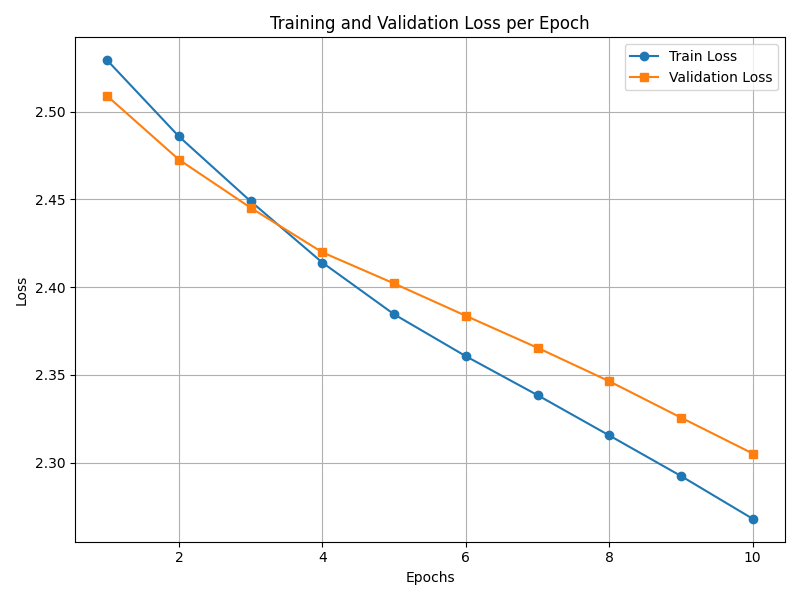 Training and Validation Loss per Epoch
Train Loss
Validation Loss
2.50
2.45
2.40
2.35
2.30
Loss
2 4 6 8 10
Epochs